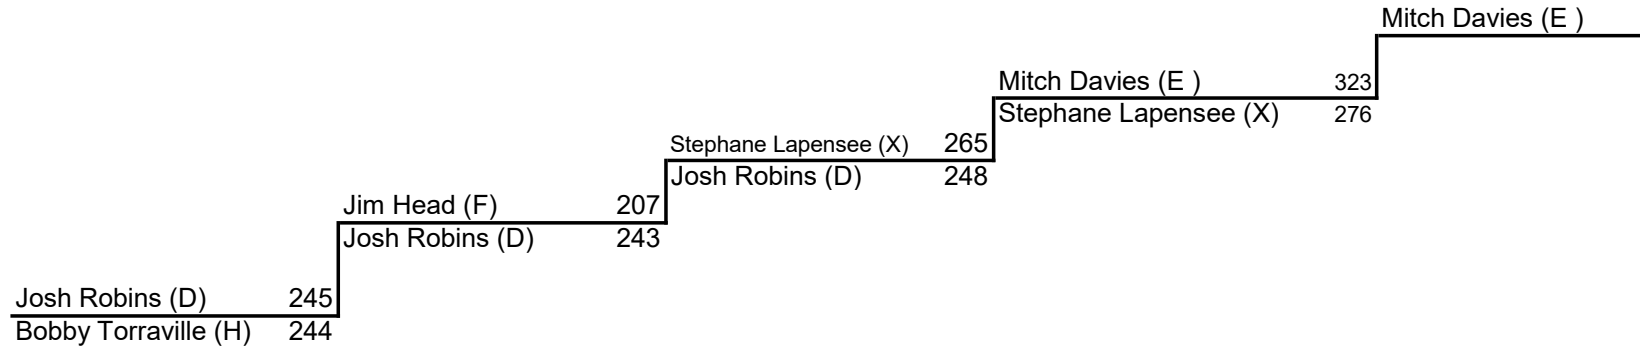 Mitch Davies (E )
Mitch Davies (E ) 323
Stephane Lapensee (X) 276
Stephane Lapensee (X) 265
Josh Robins (D) 248
Jim Head (F) 207
Josh Robins (D) 243
Josh Robins (D) 245
Bobby Torraville (H) 244